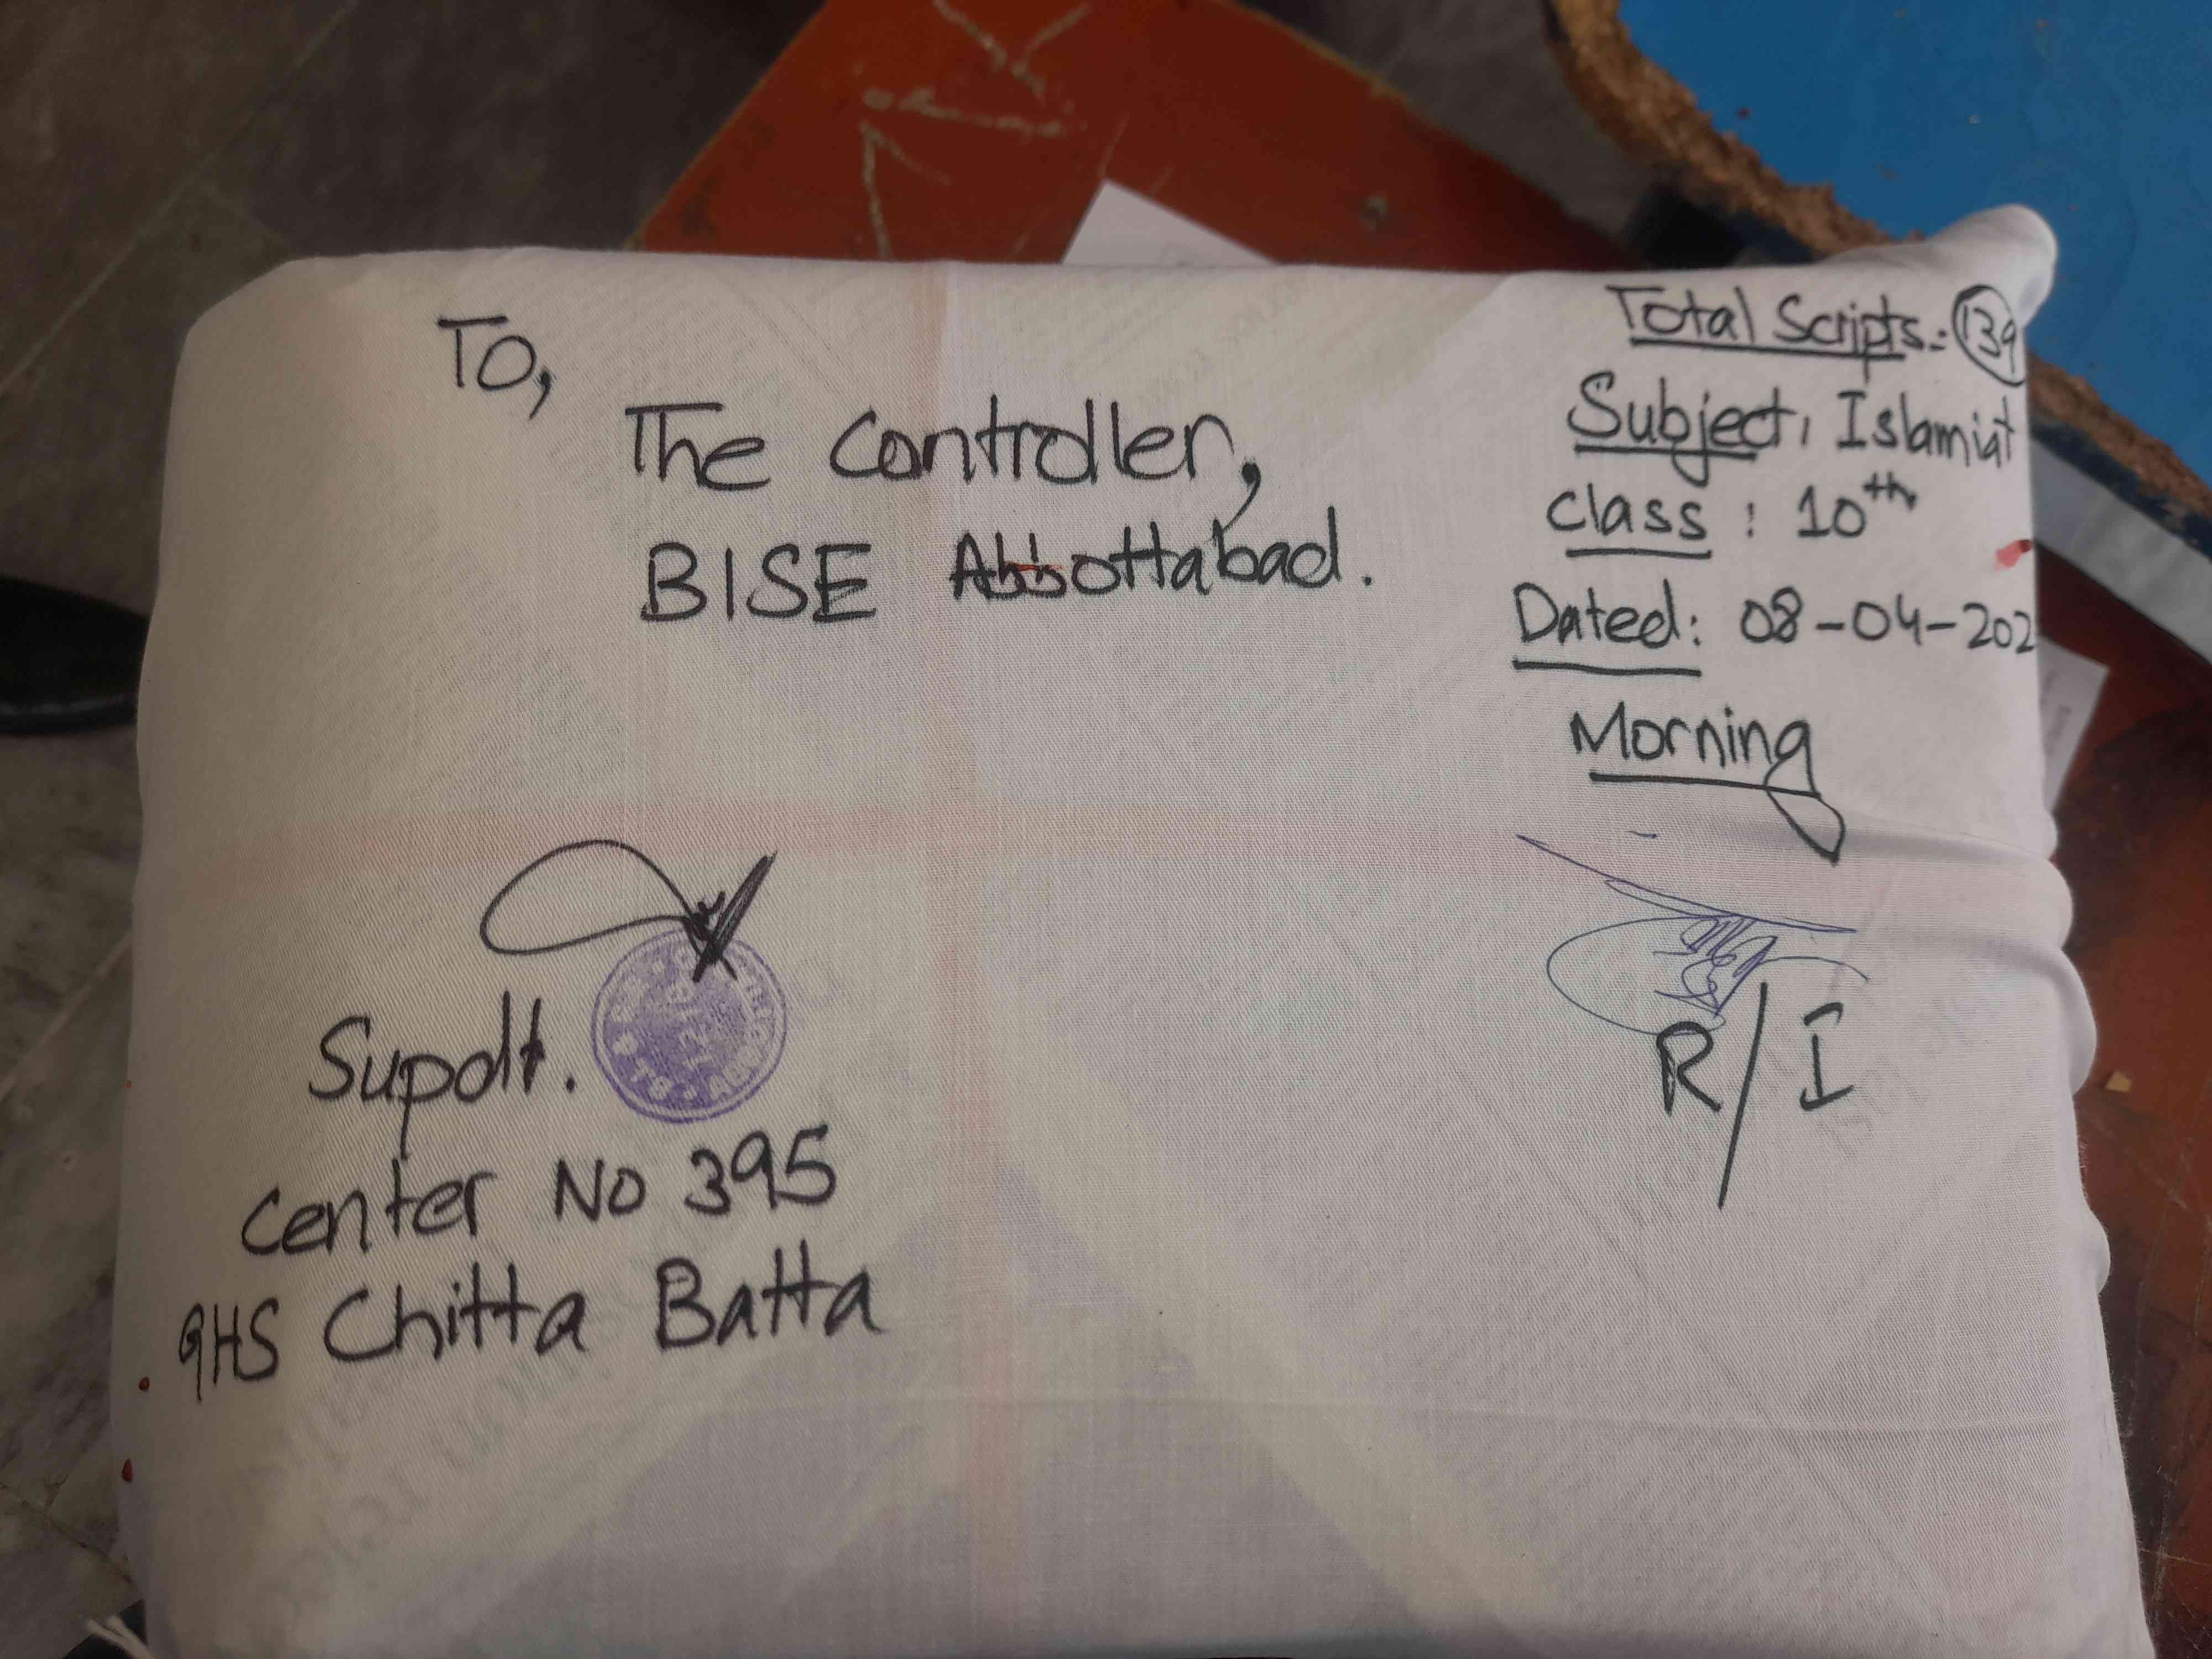 To,
The Controller,
BISE Abbottabad.
Total Scripts: 139
Subject: Islamiat
Class: 10th
Dated: 08-04-202
Morning
Supdt.
Center No 395
GHS Chitta Batta
R/I